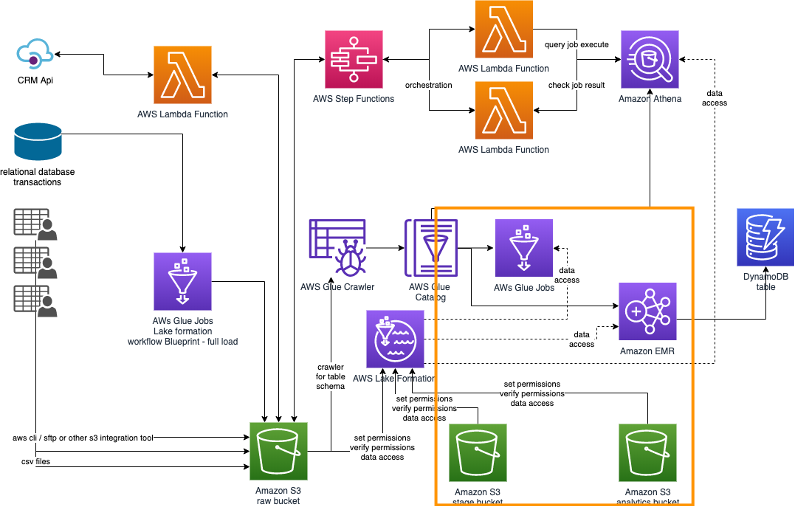 CRM Api
AWS Lambda Function
AWS Step Functions
orchestration
AWS Lambda Function
query job execute
AWS Lambda Function
check job result
Amazon Athena
data
access
relational database
transactions
AWs Glue Jobs
Lake formation
workflow Blueprint - full load
AWS Glue Crawler
AWS Glue
Catalog
AWs Glue Jobs
data
access
DynamoDB
table
Amazon EMR
data
access
AWS Lake Formation
crawler
for table
schema
set permissions
verify permissions
data access
set permissions
verify permissions
data access
set permissions
verify permissions
data access
aws cli / sftp or other s3 integration tool
csv files
Amazon S3
raw bucket
Amazon S3
stage bucket
Amazon S3
analytics bucket